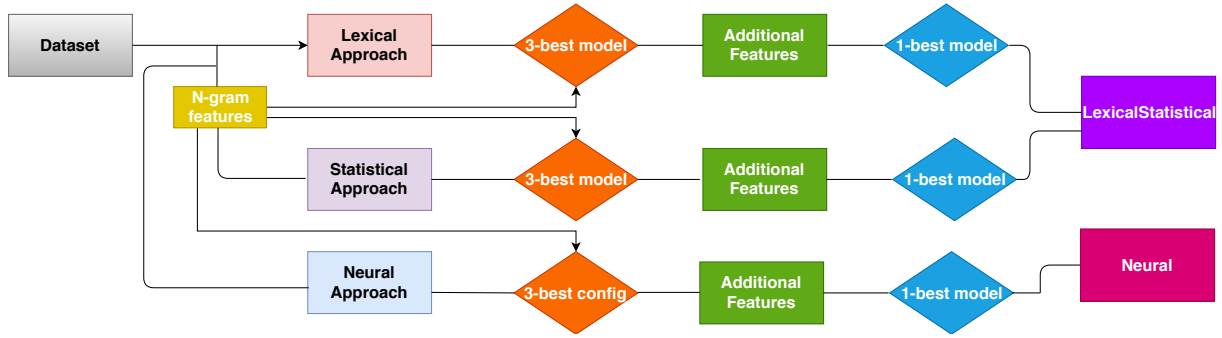 Dataset
Lexical
Approach
3-best model
Additional
Features
1-best model
N-gram
features
LexicalStatistical
Statistical
Approach
3-best model
Additional
Features
1-best model
Neural
Approach
3-best config
Additional
Features
1-best model
Neural